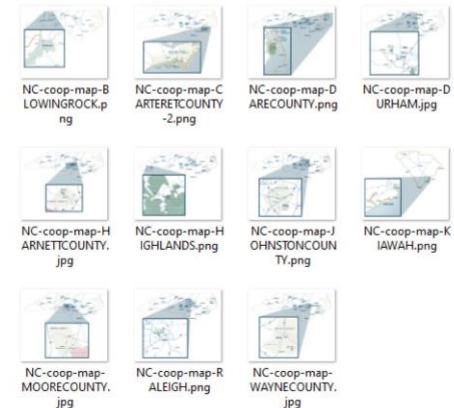 NC-coop-map-B
LOWINGROCK.p
ng
NC-coop-map-C
ARTERETCOUNTY
-2.png
NC-coop-map-D
ARECOUNTY.png
NC-coop-map-D
URHAM.jpg
NC-coop-map-H
ARNETTCOUNTY.
jpg
NC-coop-map-H
IGHLANDS.png
NC-coop-map-J
OHNSTONCOUN
TY.png
NC-coop-map-K
IAWAH.png
NC-coop-map-
MOORECOUNTY.
jpg
NC-coop-map-R
ALEIGH.png
NC-coop-map-
WAYNECOUNTY.
jpg